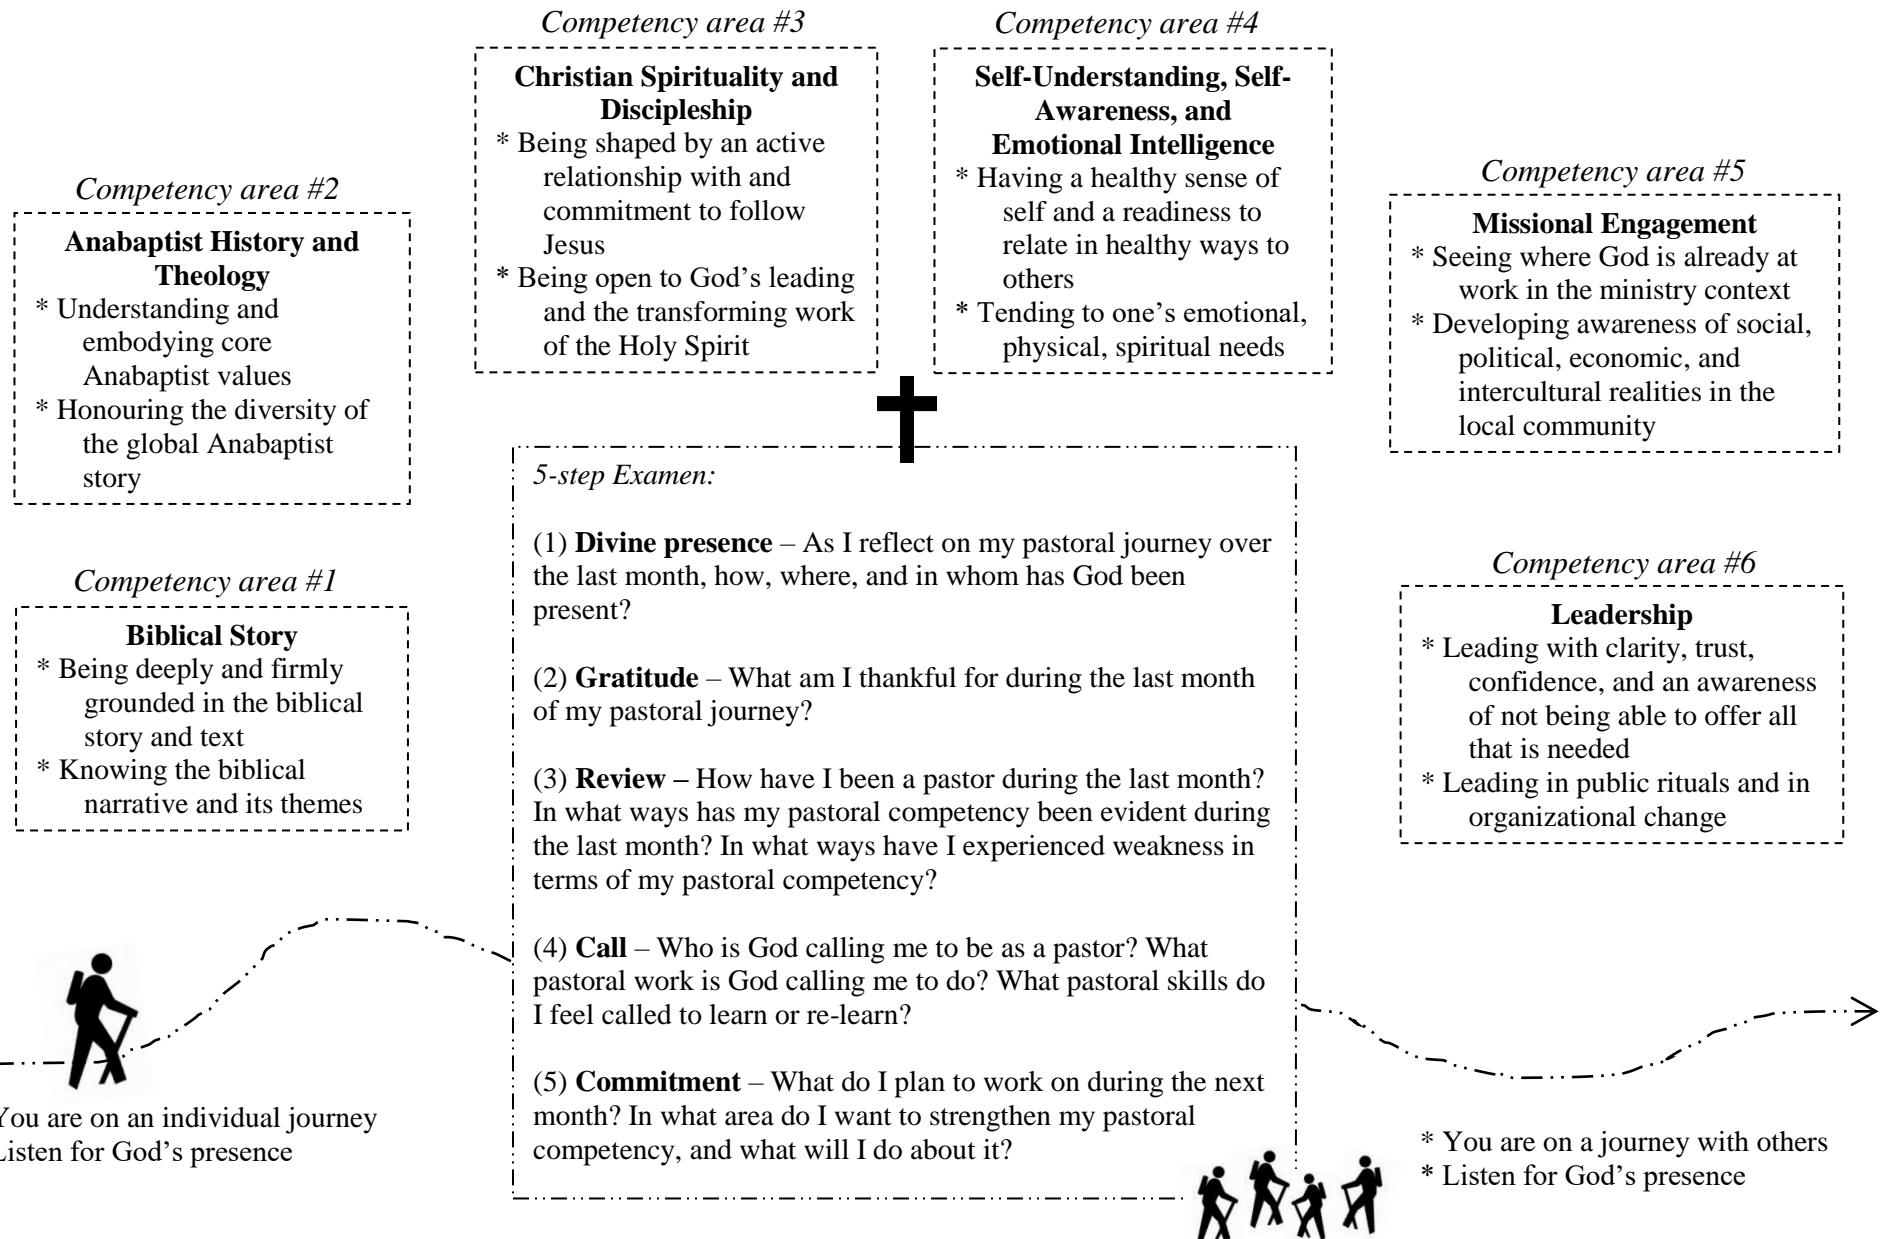 Competency area #3
Christian Spirituality and
Discipleship
* Being shaped by an active
relationship with and
commitment to follow
Jesus
* Being open to God’s leading
and the transforming work
of the Holy Spirit
Competency area #4
Self-Understanding, Self-
Awareness, and
Emotional Intelligence
* Having a healthy sense of
self and a readiness to
relate in healthy ways to
others
* Tending to one’s emotional,
physical, spiritual needs
Competency area #2
Anabaptist History and
Theology
* Understanding and
embodying core
Anabaptist values
* Honouring the diversity of
the global Anabaptist
story
Competency area #5
Missional Engagement
* Seeing where God is already at
work in the ministry context
* Developing awareness of social,
political, economic, and
intercultural realities in the
local community
Competency area #1
Biblical Story
* Being deeply and firmly
grounded in the biblical
story and text
* Knowing the biblical
narrative and its themes
5-step Examen:
(1) Divine presence – As I reflect on my pastoral journey over
the last month, how, where, and in whom has God been
present?
(2) Gratitude – What am I thankful for during the last month
of my pastoral journey?
(3) Review – How have I been a pastor during the last month?
In what ways has my pastoral competency been evident during
the last month? In what ways have I experienced weakness in
terms of my pastoral competency?
(4) Call – Who is God calling me to be as a pastor? What
pastoral work is God calling me to do? What pastoral skills do
I feel called to learn or re-learn?
(5) Commitment – What do I plan to work on during the next
month? In what area do I want to strengthen my pastoral
competency, and what will I do about it?
Competency area #6
Leadership
* Leading with clarity, trust,
confidence, and an awareness
of not being able to offer all
that is needed
* Leading in public rituals and in
organizational change
You are on an individual journey
Listen for God’s presence
* You are on a journey with others
* Listen for God’s presence